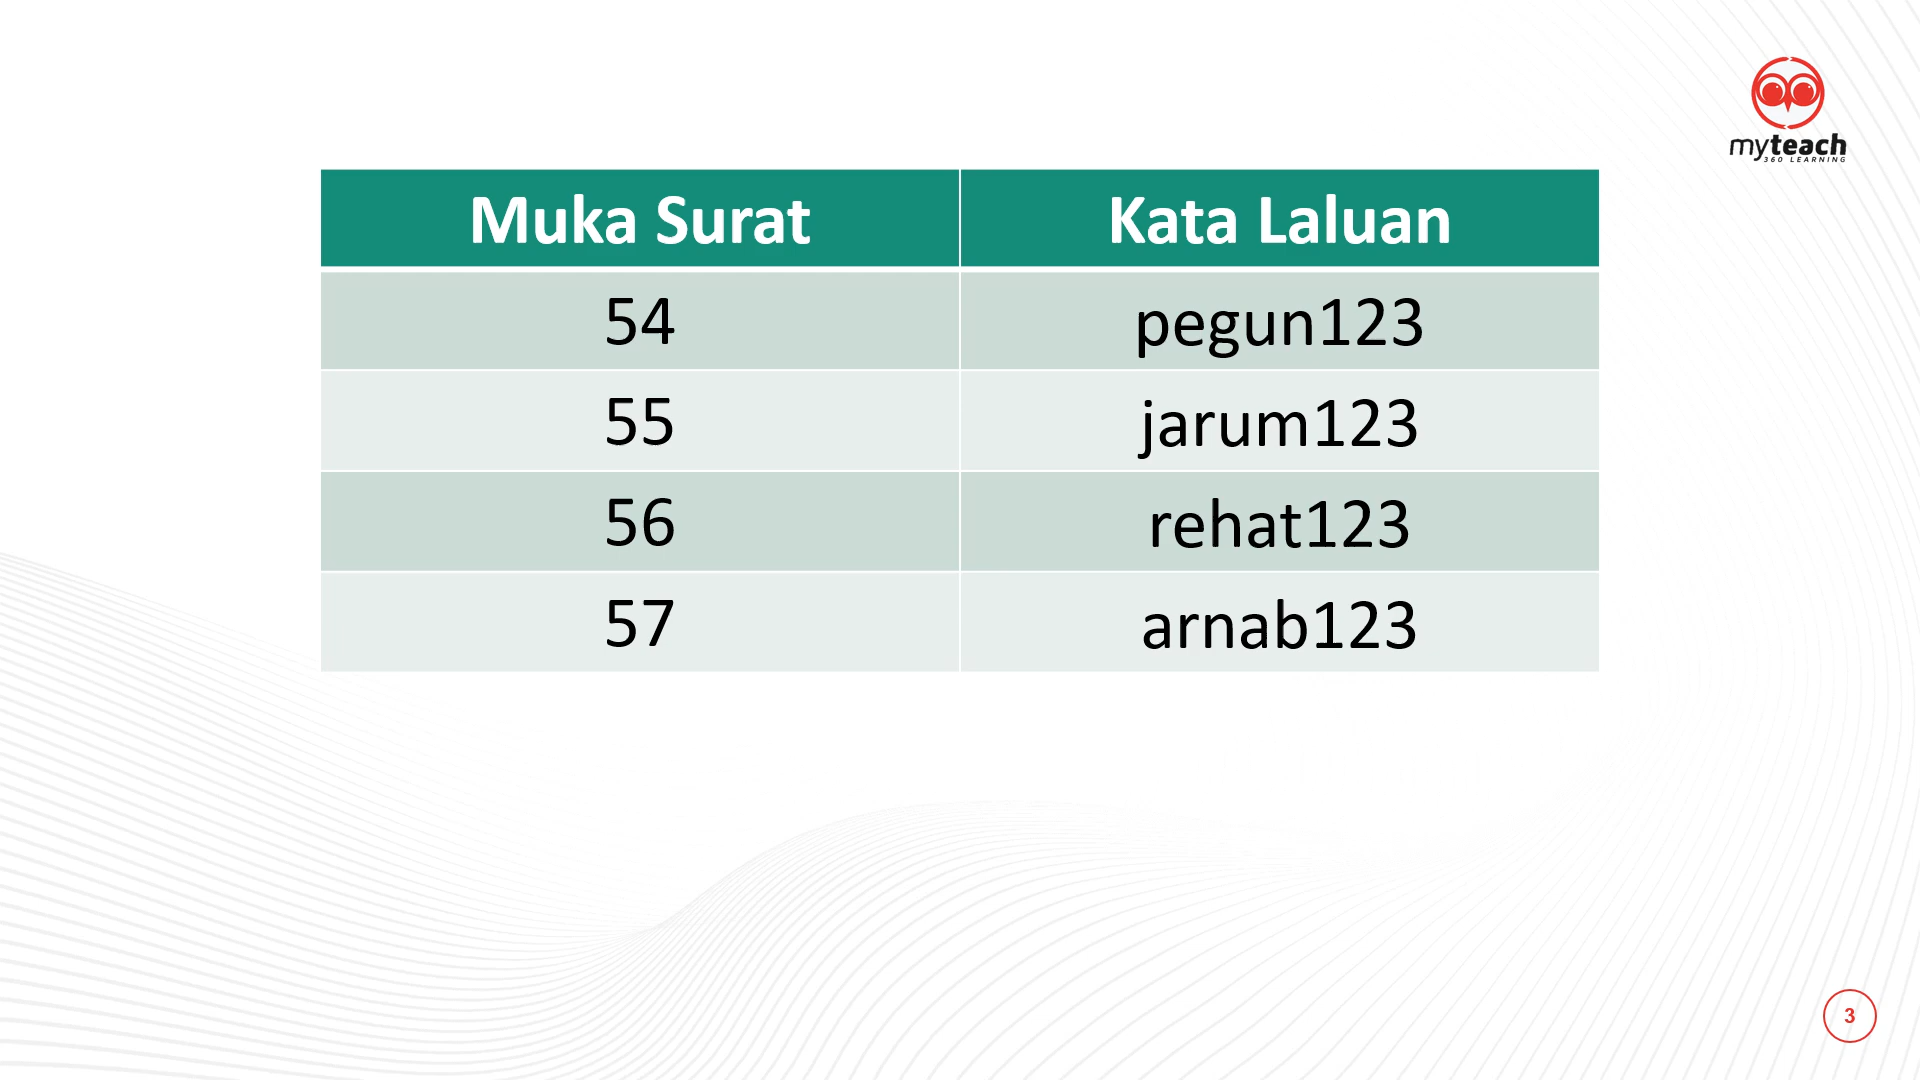 myteach
360 LEARNING
Muka Surat Kata Laluan
54 pegun123
55 jarum123
56 rehat123
57 arnab123
3